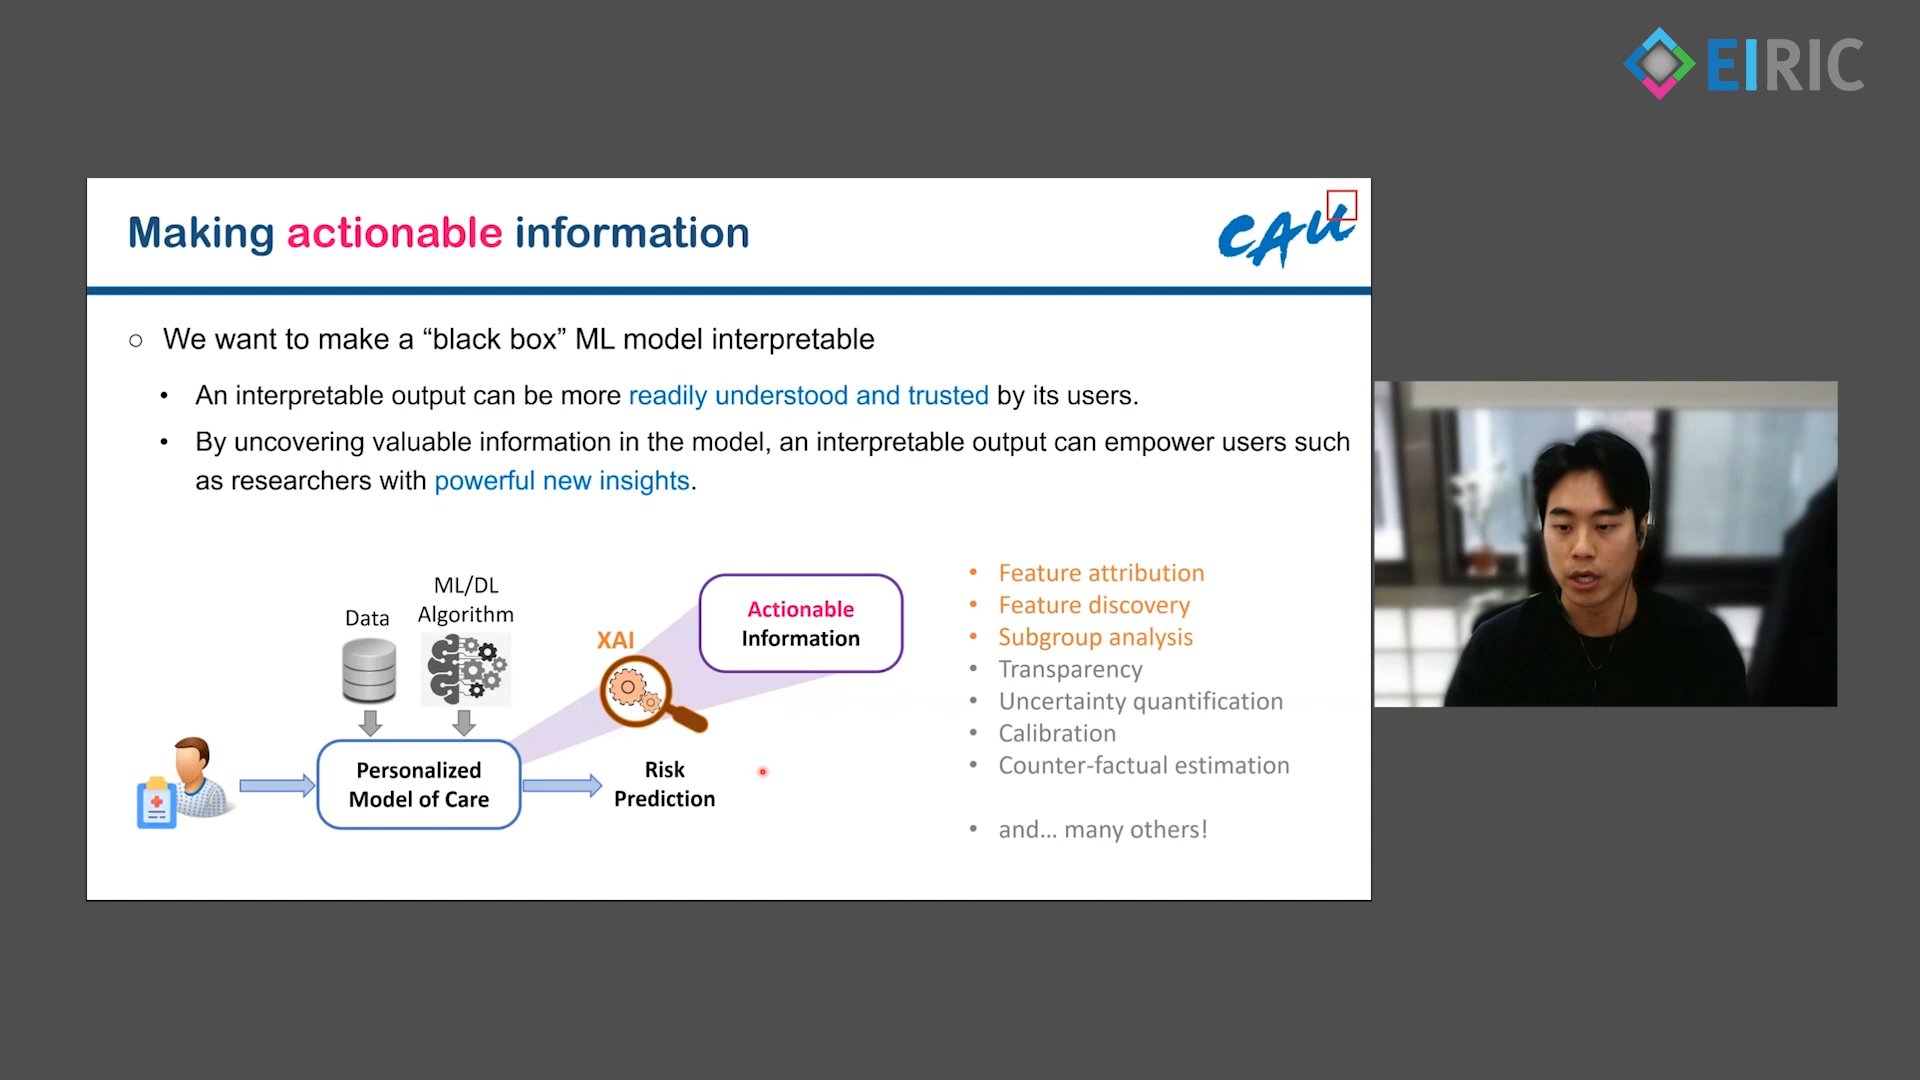 EIRIC
Making actionable information
CAU
○ We want to make a “black box” ML model interpretable
• An interpretable output can be more readily understood and trusted by its users.
• By uncovering valuable information in the model, an interpretable output can empower users such
as researchers with powerful new insights.
Data
ML/DL
Algorithm
XAI
Actionable
Information
Personalized
Model of Care
Risk
Prediction
• Feature attribution
• Feature discovery
• Subgroup analysis
• Transparency
• Uncertainty quantification
• Calibration
• Counter-factual estimation
• and... many others!